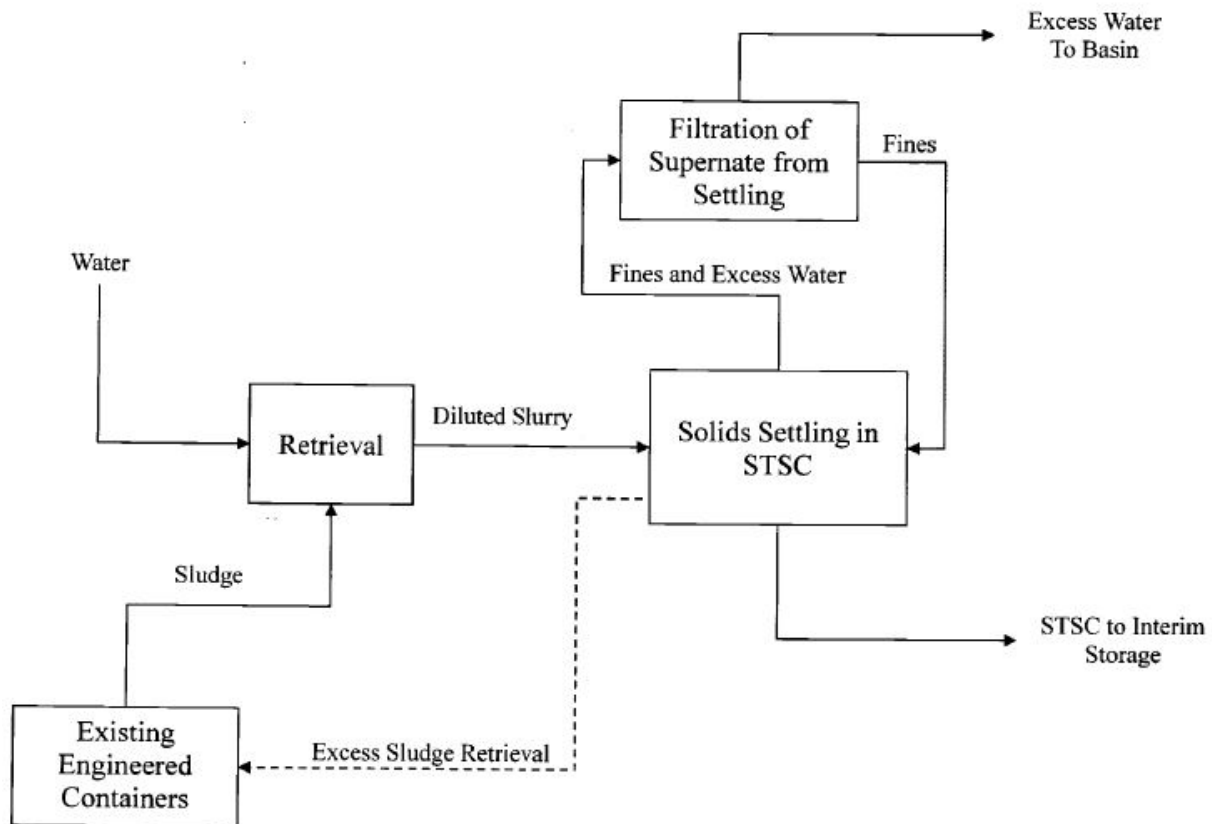 Excess Water
To Basin
Filtration of
Supernate from
Settling
Fines
Water
Fines and Excess Water
Retrieval
Diluted Slurry
Solids Settling in
STSC
Sludge
STSC to Interim
Storage
Existing
Engineered
Containers
Excess Sludge Retrieval